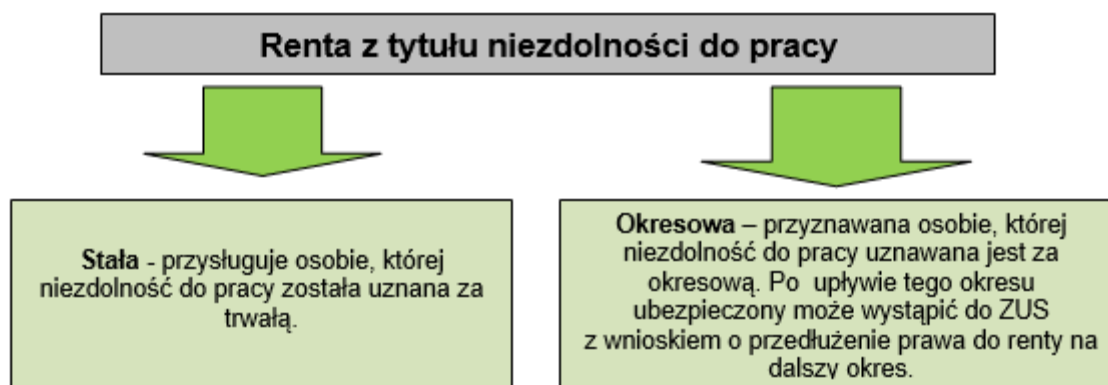 Renta z tytułu niezdolności do pracy
Stała - przysługuje osobie, której
niezdolność do pracy została uznana za
trwałą.
Okresowa – przyznawana osobie, której
niezdolność do pracy uznawana jest za
okresową. Po upływie tego okresu
ubezpieczony może wystąpić do ZUS
z wnioskiem o przedłużenie prawa do renty na
dalszy okres.